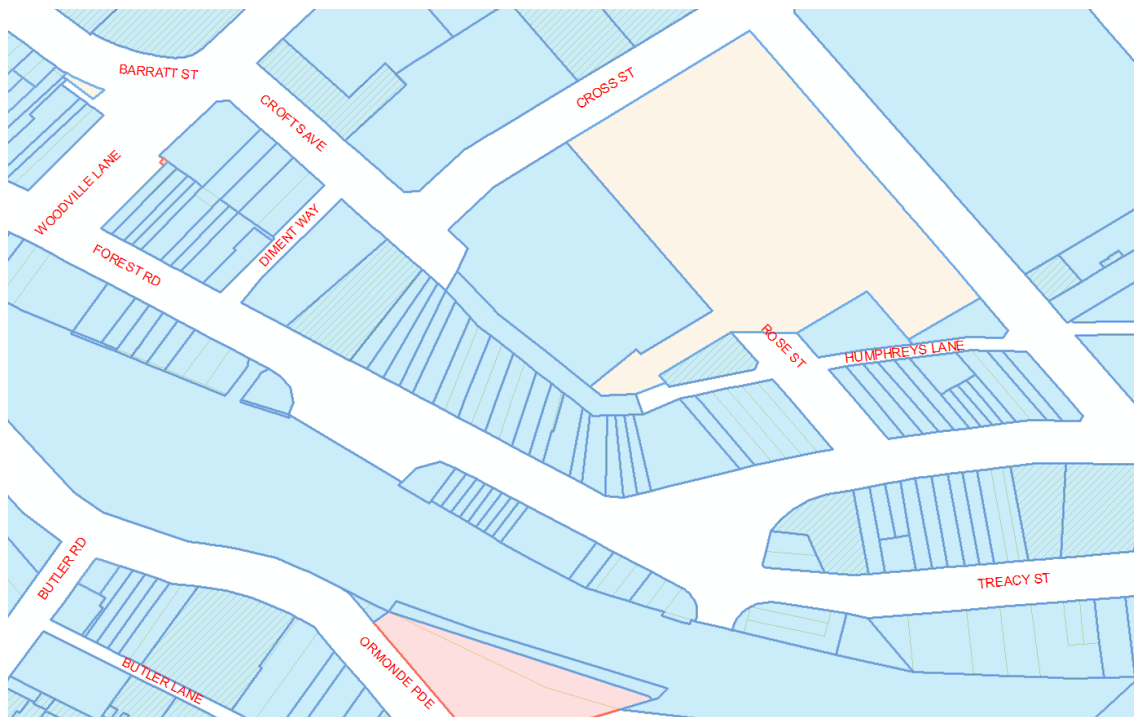 BARRATT ST
CROSS ST
CROFTS AVE
WOODVILLE LANE
DIMENT WAY
FOREST RD
ROSE ST
HUMPHREYS LANE
BUTLER RD
TREACY ST
ORMONDE PDE
BUTLER LANE